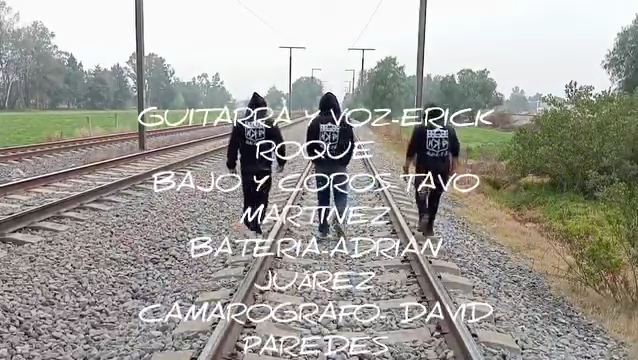 GUITARRA Y VOZ-ERICK
ROQUE
BAJO Y COROS TAVO
MARTINEZ
BATERIA-ADRIAN
JUAREZ
CAMAROGRAFO- DAVID
PAREDES